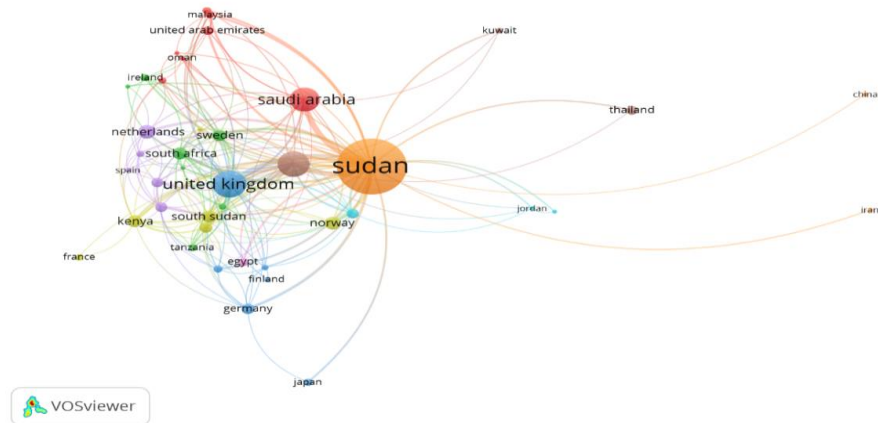 malaysia
united arab emirates
kuwait
oman
ireland
china
saudi arabia
thailand
netherlands
sweden
south africa
sudan
spain
united kingdom
jordan
iran
kenya
south sudan
norway
tanzania
france
egypt
finland
germany
japan
VOSviewer